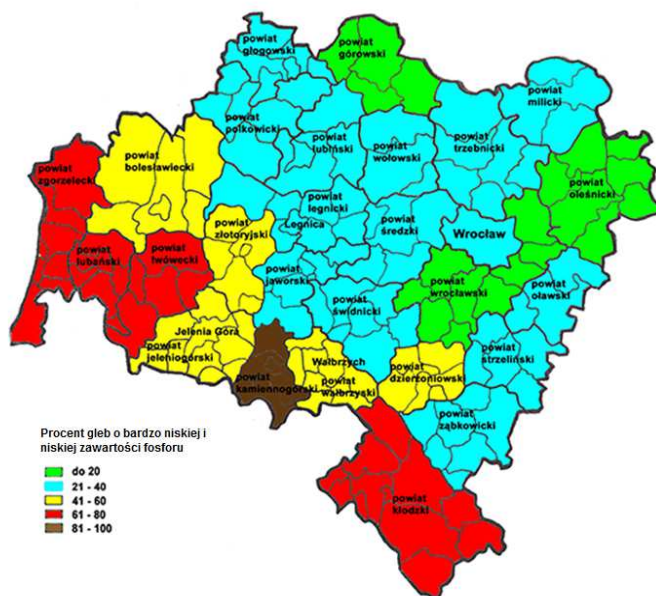 powiat
głogowski
powiat
górowski
powiat
milicki
powiat
polkowicki
powiat
lubiński
powiat
wołowski
powiat
trzebnicki
powiat
zgorzelecki
powiat
bolesławiecki
powiat
oleśnicki
powiat
legnicki
Legnica
powiat
średzki
Wrocław
powiat
złotoryjski
powiat
lubański
powiat
lwówecki
powiat
jaworski
powiat
wrocławski
powiat
oławski
powiat
świdnicki
Jelenia Góra
powiat
jeleniogórski
Wałbrzych
powiat
strzeliński
powiat
kamiennogórski
powiat
wałbrzyski
powiat
dzierżoniowski
powiat
ząbkowicki
powiat
kłodzki
Procent gleb o bardzo niskiej i
niskiej zawartości fosforu
do 20
21 - 40
41 - 60
61 - 80
81 - 100